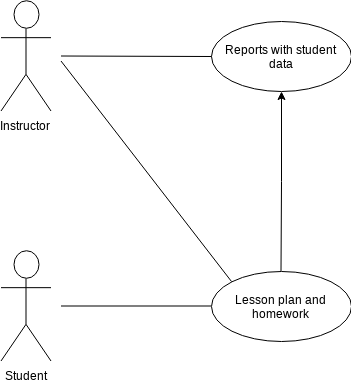 Reports with student
data
Instructor
Lesson plan and
homework
Student